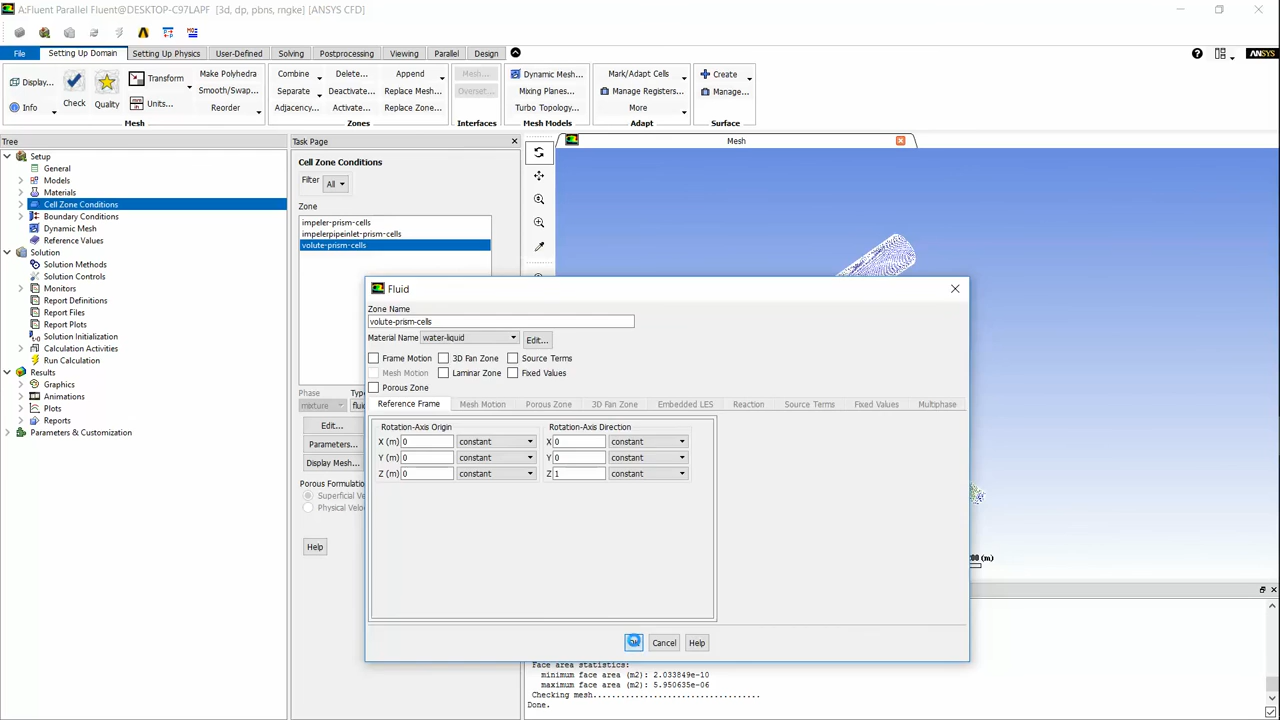 A:Fluent Parallel Fluent@DESKTOP-C97LAPF [3d, dp, pbns, rngke] [ANSYS CFD]
File Setting Up Domain Setting Up Physics User-Defined Solving Postprocessing Viewing Parallel Design
ANSYS
Display... Check Quality Transform Make Polyhedra
Info Units... Smooth/Swap...
Reorder
Combine Delete... Append
Separate Deactivate... Replace Mesh...
Adjacency... Activate... Replace Zone...
Mesh...
Overset...
Dynamic Mesh...
Mixing Planes...
Turbo Topology...
Mark/Adapt Cells
Manage Registers...
More
Create
Manage...
Mesh Zones Interfaces Mesh Models Adapt Surface
Tree
Setup
General
Models
Materials
Cell Zone Conditions
Boundary Conditions
Dynamic Mesh
Reference Values
Solution
Solution Methods
Solution Controls
Monitors
Report Definitions
Report Files
Report Plots
Solution Initialization
Calculation Activities
Run Calculation
Results
Graphics
Animations
Plots
Reports
Parameters & Customization
Task Page
Cell Zone Conditions
Filter
All
Zone
impeler-prism-cells
impelerpipeinlet-prism-cells
volute-prism-cells
Phase Type
mixture fluid
Edit...
Parameters...
Display Mesh...
Porous Formulation
Superficial Ve
Physical Veloc
Help
Mesh
Fluid
Zone Name
volute-prism-cells
Material Name water-liquid Edit...
Frame Motion 3D Fan Zone Source Terms
Mesh Motion Laminar Zone Fixed Values
Porous Zone
Reference Frame Mesh Motion Porous Zone 3D Fan Zone Embedded LES Reaction Source Terms Fixed Values Multiphase
Rotation-Axis Origin Rotation-Axis Direction
X (m) 0 constant X 0 constant
Y (m) 0 constant Y 0 constant
Z (m) 0 constant Z 1 constant
OK Cancel Help
(m)
Face area statistics:
minimum face area (m2): 2.033849e-10
maximum face area (m2): 5.950635e-06
Checking mesh...................................
Done.